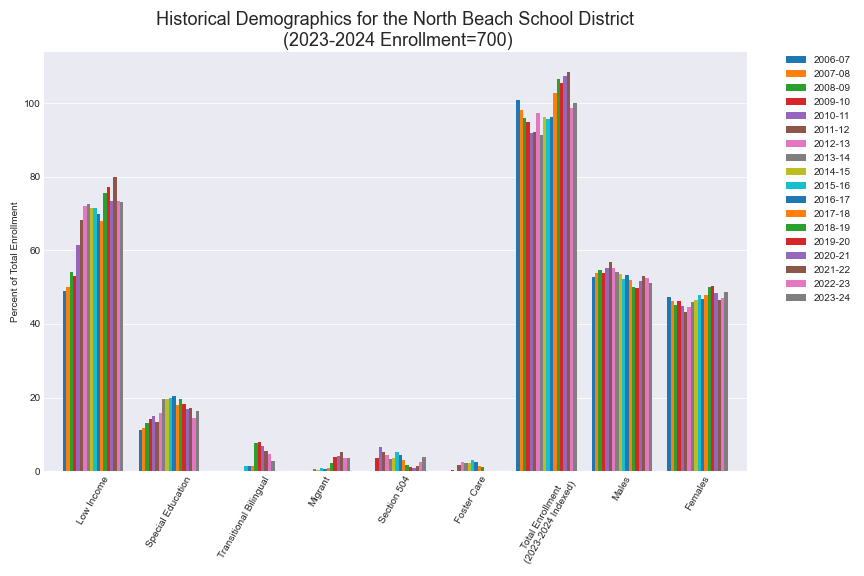 Historical Demographics for the North Beach School District
(2023-2024 Enrollment=700)
Percent of Total Enrollment
100
80
60
40
20
0
Low Income
Special Education
Transitional Bilingual
Migrant
Section 504
Foster Care
Total Enrollment
(2023-2024 Indexed)
Males
Females
2006-07
2007-08
2008-09
2009-10
2010-11
2011-12
2012-13
2013-14
2014-15
2015-16
2016-17
2017-18
2018-19
2019-20
2020-21
2021-22
2022-23
2023-24